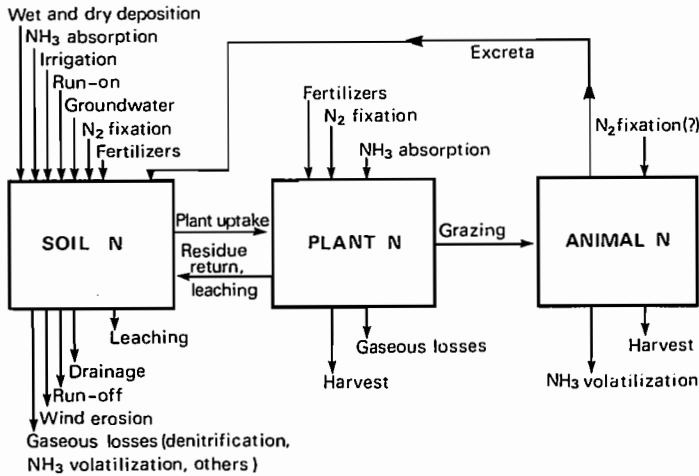 Wet and dry deposition
NH3 absorption
Irrigation
Run-on
Groundwater
N2 fixation
Fertilizers
Excreta
Fertilizers
N2 fixation
NH3 absorption
N2fixation(?)
SOIL N
Plant uptake
Residue
return,
leaching
PLANT N
Grazing
ANIMAL N
Leaching
Drainage
Run-off
Wind erosion
Gaseous losses (denitrification,
NH3 volatilization, others)
Gaseous losses
Harvest
Harvest
NH3 volatilization